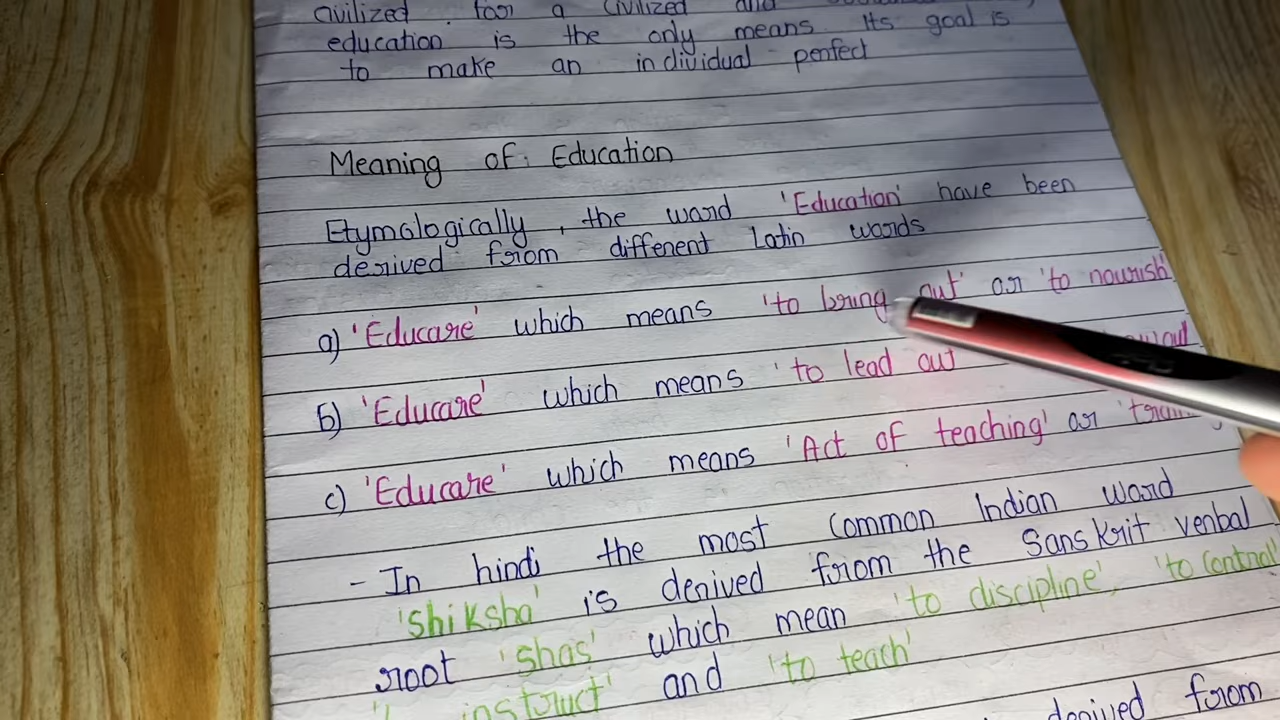 civilized . for a civilized and
education is the only means. Its goal is
to make an individual perfect
Meaning of Education
Etymalogically, the word 'Education' have been
derived from different Latin words
a) 'Educare' which means 'to bring out' or 'to nourish'
b) 'Educare' which means 'to lead out
c) 'Educare' which means 'Act of teaching' or
- In hindi the most common Indian word
'Shiksha' is derived from the Sanskrit verbal
root 'shas' which mean 'to discipline', 'to control'
instruct' and 'to teach'
derived from